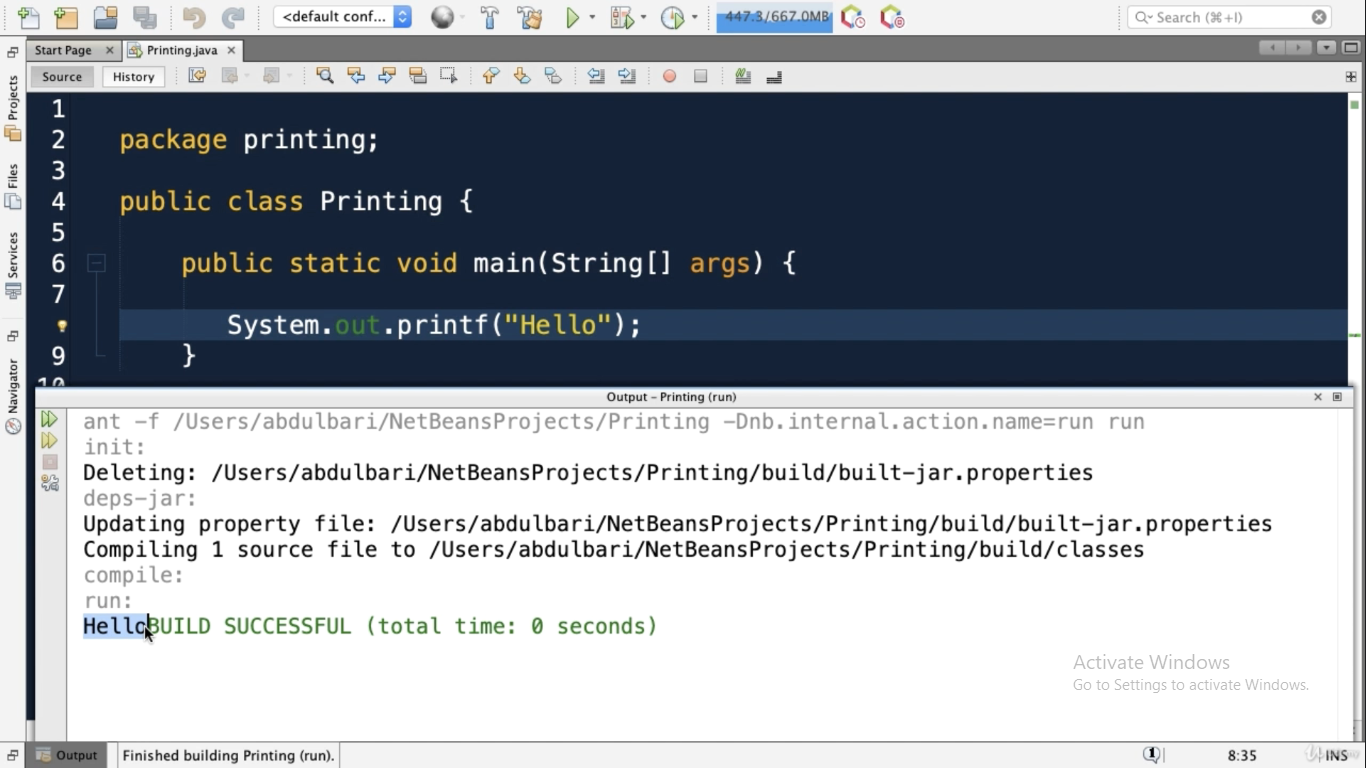 <default conf...
447.3/667.0MB
Search (⌘+I)
Start Page
Printing.java
Source
History
Projects
Files
Services
Navigator
1
2 package printing;
3
4 public class Printing {
5
6 public static void main(String[] args) {
7
System.out.printf("Hello");
9 }
10
Output – Printing (run)
ant -f /Users/abdulbari/NetBeansProjects/Printing -Dnb.internal.action.name=run run
init:
Deleting: /Users/abdulbari/NetBeansProjects/Printing/build/built-jar.properties
deps-jar:
Updating property file: /Users/abdulbari/NetBeansProjects/Printing/build/built-jar.properties
Compiling 1 source file to /Users/abdulbari/NetBeansProjects/Printing/build/classes
compile:
run:
HelloBUILD SUCCESSFUL (total time: 0 seconds)
Activate Windows
Go to Settings to activate Windows.
Output
Finished building Printing (run).
1
8:35
INS